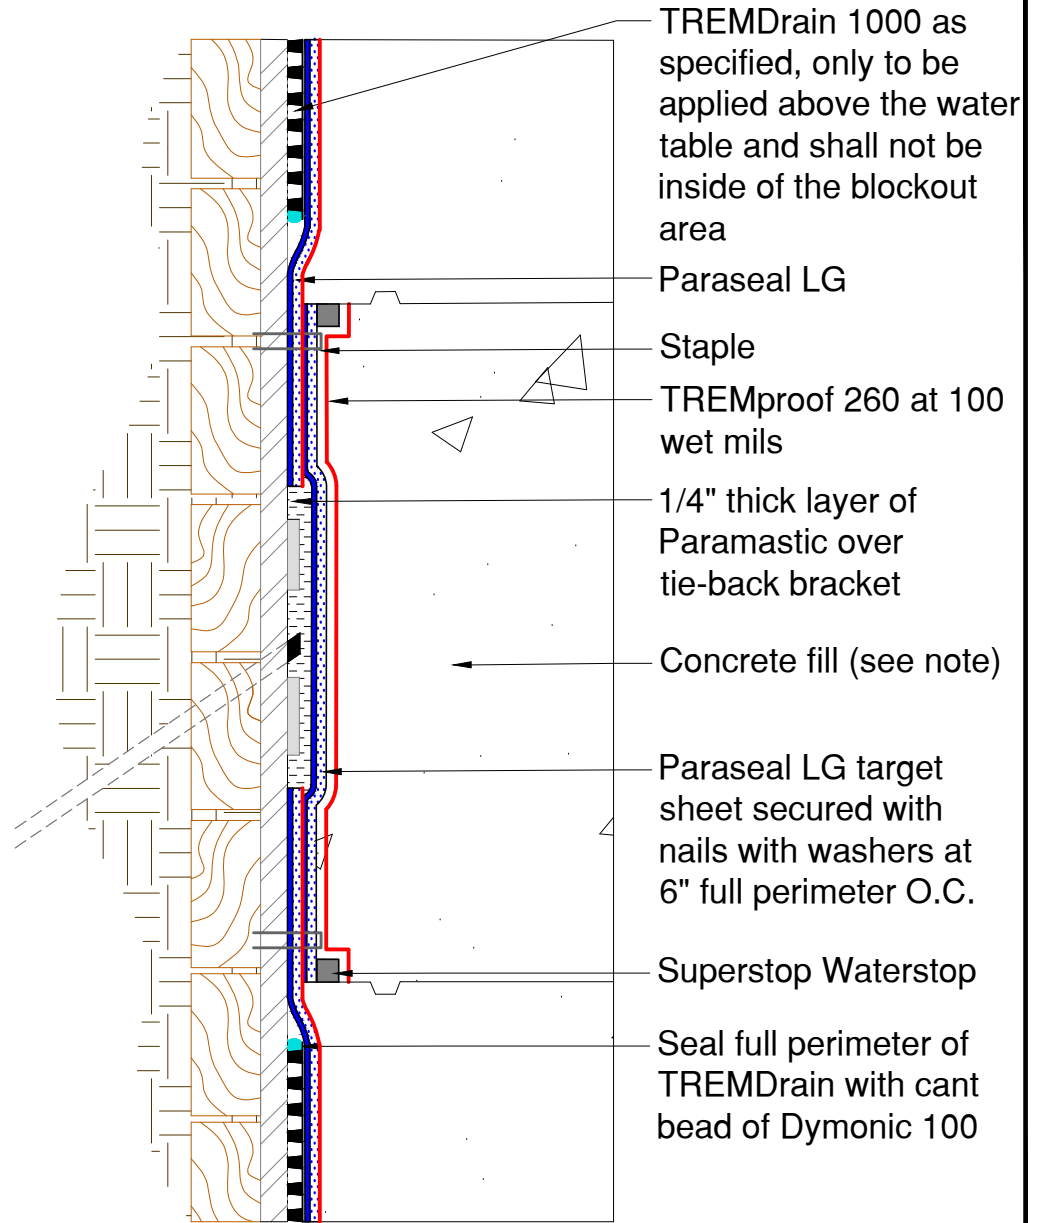 TREMDrain 1000 as
specified, only to be
applied above the water
table and shall not be
inside of the blockout
area
Paraseal LG
Staple
TREMproof 260 at 100
wet mils
1/4" thick layer of
Paramastic over
tie-back bracket
Concrete fill (see note)
Paraseal LG target
sheet secured with
nails with washers at
6" full perimeter O.C.
Superstop Waterstop
Seal full perimeter of
TREMDrain with cant
bead of Dymonic 100